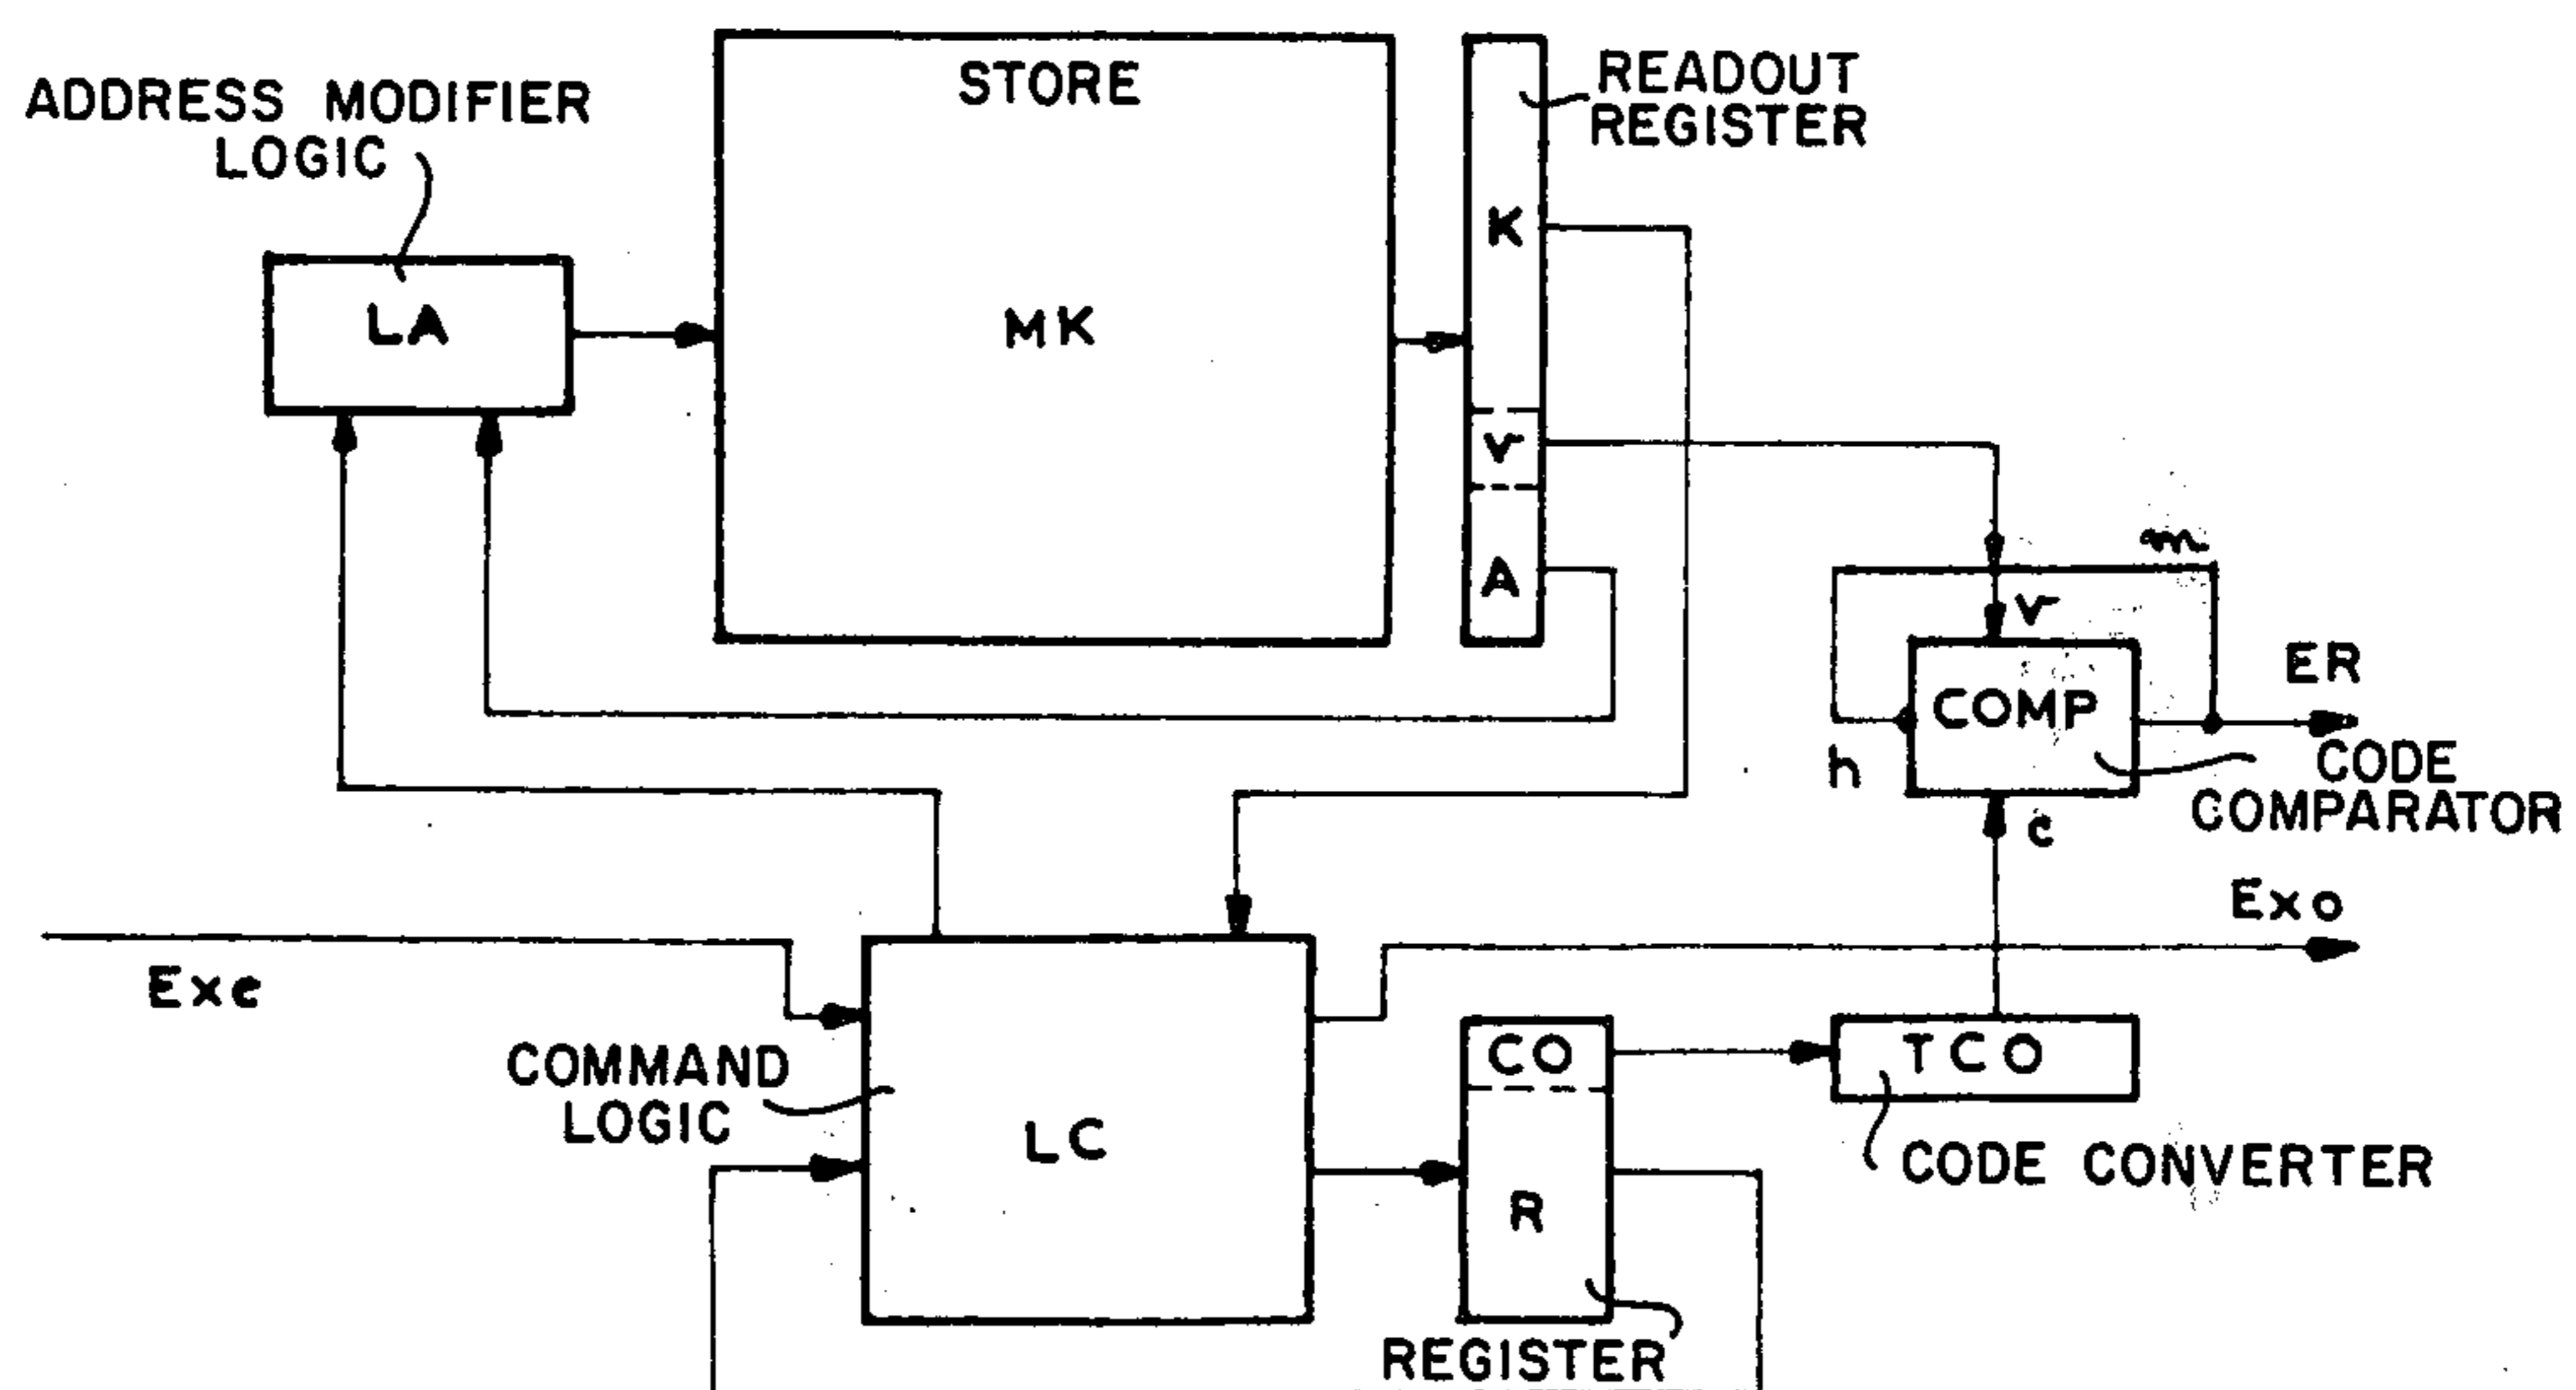 STORE
READOUT
REGISTER
ADDRESS MODIFIER
LOGIC
K
LA
MK
v
A
m
v
ER
COMP
h
CODE
COMPARATOR
c
Exo
Exe
COMMAND
LOGIC
CO
TCO
LC
CODE CONVERTER
R
REGISTER